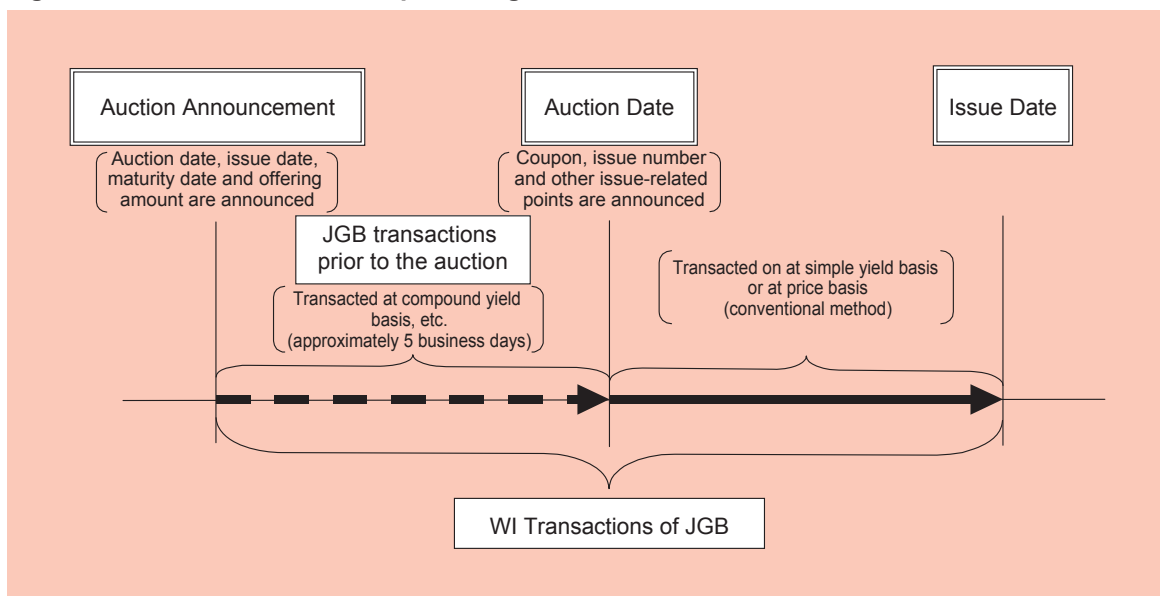 Auction Announcement
Auction date, issue date,
maturity date and offering
amount are announced
Auction Date
Coupon, issue number
and other issue-related
points are announced
Issue Date
JGB transactions
prior to the auction
Transacted at compound yield
basis, etc.
(approximately 5 business days)
Transacted on at simple yield basis
or at price basis
(conventional method)
WI Transactions of JGB